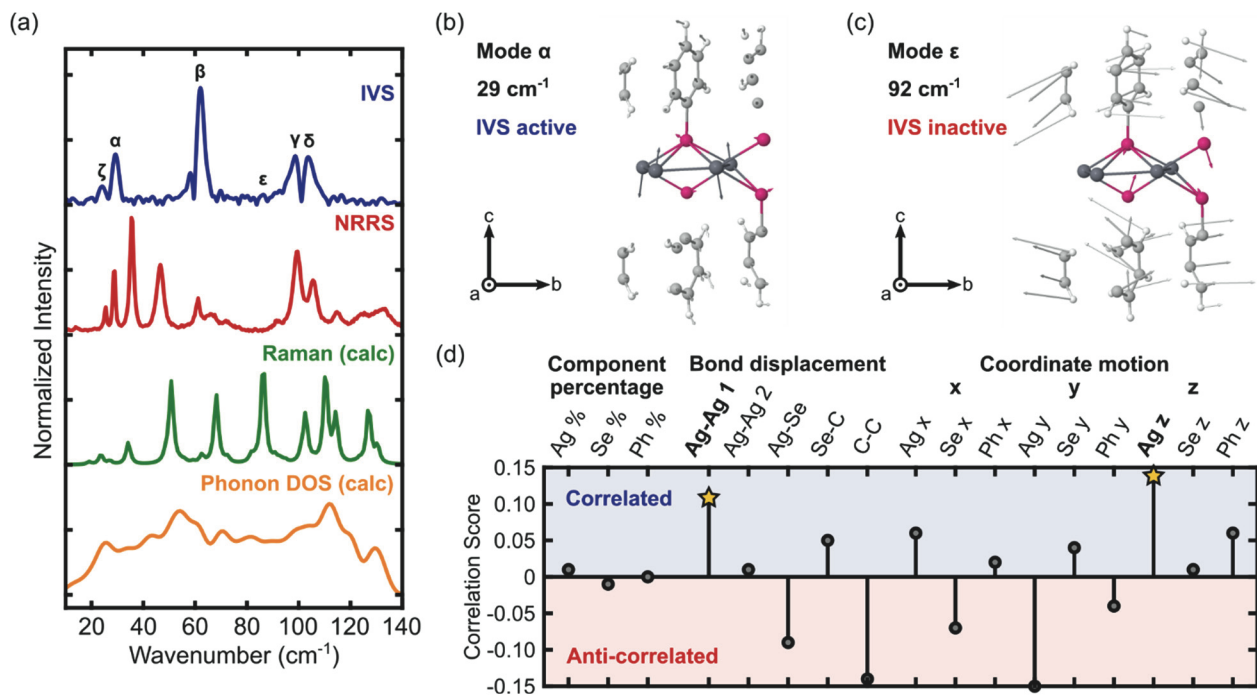 (a)
IVS
ζ
α
β
ε
γ
δ
NRRS
Raman (calc)
Phonon DOS (calc)
Normalized Intensity
20 40 60 80 100 120 140
Wavenumber (cm⁻¹)
(b)
Mode α
29 cm⁻¹
IVS active
c
a
b
(c)
Mode ε
92 cm⁻¹
IVS inactive
c
a
b
(d)
Component percentage
Bond displacement
Coordinate motion
x
y
z
Ag %
Se %
Ph %
Ag-Ag 1
Ag-Ag 2
Ag-Se
Se-C
C-C
Ag x
Se x
Ph x
Ag y
Se y
Ph y
Ag z
Se z
Ph z
Correlation Score
0.15
0.10
0.05
0
-0.05
-0.10
-0.15
Correlated
Anti-correlated